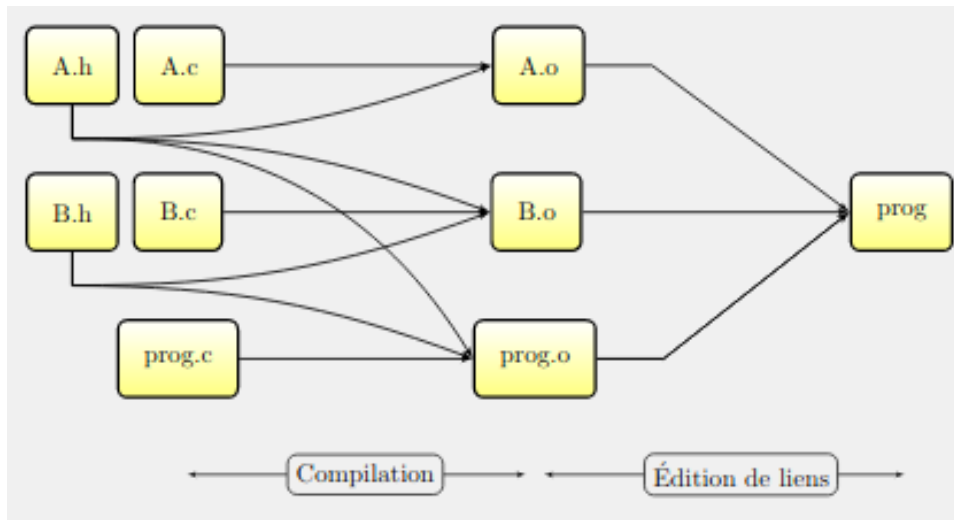 A.h A.c A.o
B.h B.c B.o prog
prog.c prog.o
Compilation Édition de liens